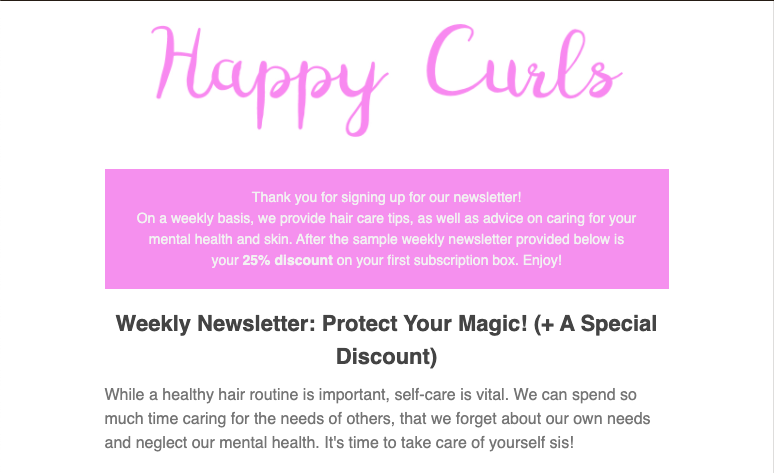 Happy Curls
Thank you for signing up for our newsletter!
On a weekly basis, we provide hair care tips, as well as advice on caring for your
mental health and skin. After the sample weekly newsletter provided below is
your 25% discount on your first subscription box. Enjoy!
Weekly Newsletter: Protect Your Magic! (+ A Special
Discount)
While a healthy hair routine is important, self-care is vital. We can spend so
much time caring for the needs of others, that we forget about our own needs
and neglect our mental health. It's time to take care of yourself sis!